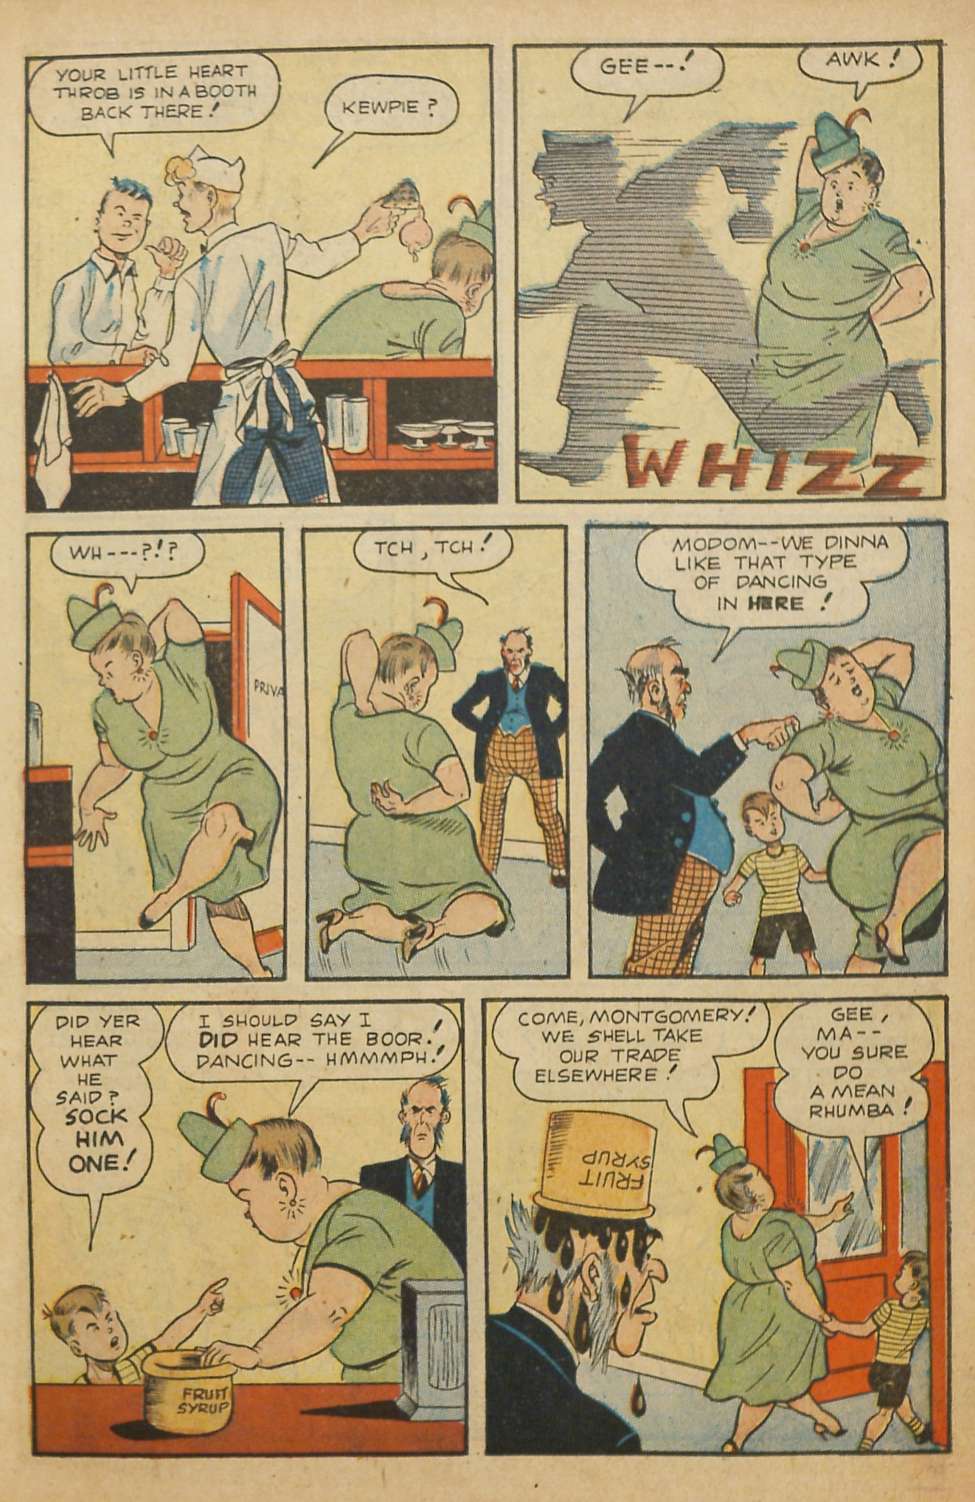 YOUR LITTLE HEART
THROB IS IN A BOOTH
BACK THERE!
KEWPIE?
GEE--!
AWK!
WHIZZ
WH---?!?
PRIVA
TCH, TCH!
MODOM--WE DINNA
LIKE THAT TYPE
OF DANCING
IN HERE!
DID YER
HEAR
WHAT
HE
SAID?
SOCK
HIM
ONE!
I SHOULD SAY I
DID HEAR THE BOOR!
DANCING-- HMMMPH!
FRUIT
SYRUP
COME, MONTGOMERY!
WE SHELL TAKE
OUR TRADE
ELSEWHERE!
GEE,
MA--
YOU SURE
DO
A MEAN
RHUMBA!
FRUIT
SYRUP